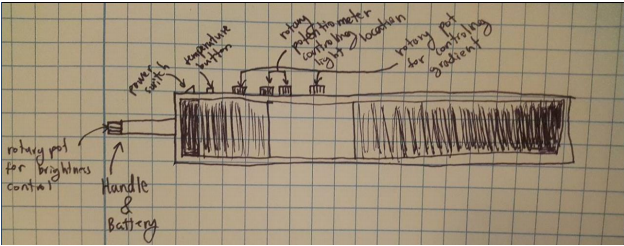 power
switch
temperature
button
rotary
potentiometer
controlling
light location
rotary pot
for controlling
gradient
rotary pot
for brightness
control
Handle
&
Battery